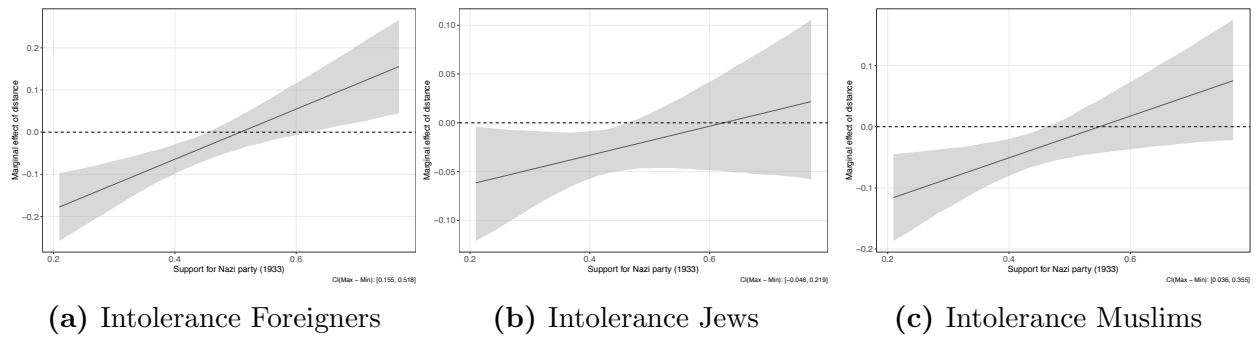 Marginal effect of distance
0.2
0.1
0.0
−0.1
−0.2
0.2
0.4
0.6
Support for Nazi party (1933)
CI(Max − Min): [0.155, 0.518]
(a) Intolerance Foreigners
Marginal effect of distance
0.10
0.05
0.00
−0.05
−0.10
0.2
0.4
0.6
Support for Nazi party (1933)
CI(Max − Min): [−0.046, 0.219]
(b) Intolerance Jews
Marginal effect of distance
0.1
0.0
−0.1
−0.2
0.2
0.4
0.6
Support for Nazi party (1933)
CI(Max − Min): [0.036, 0.355]
(c) Intolerance Muslims